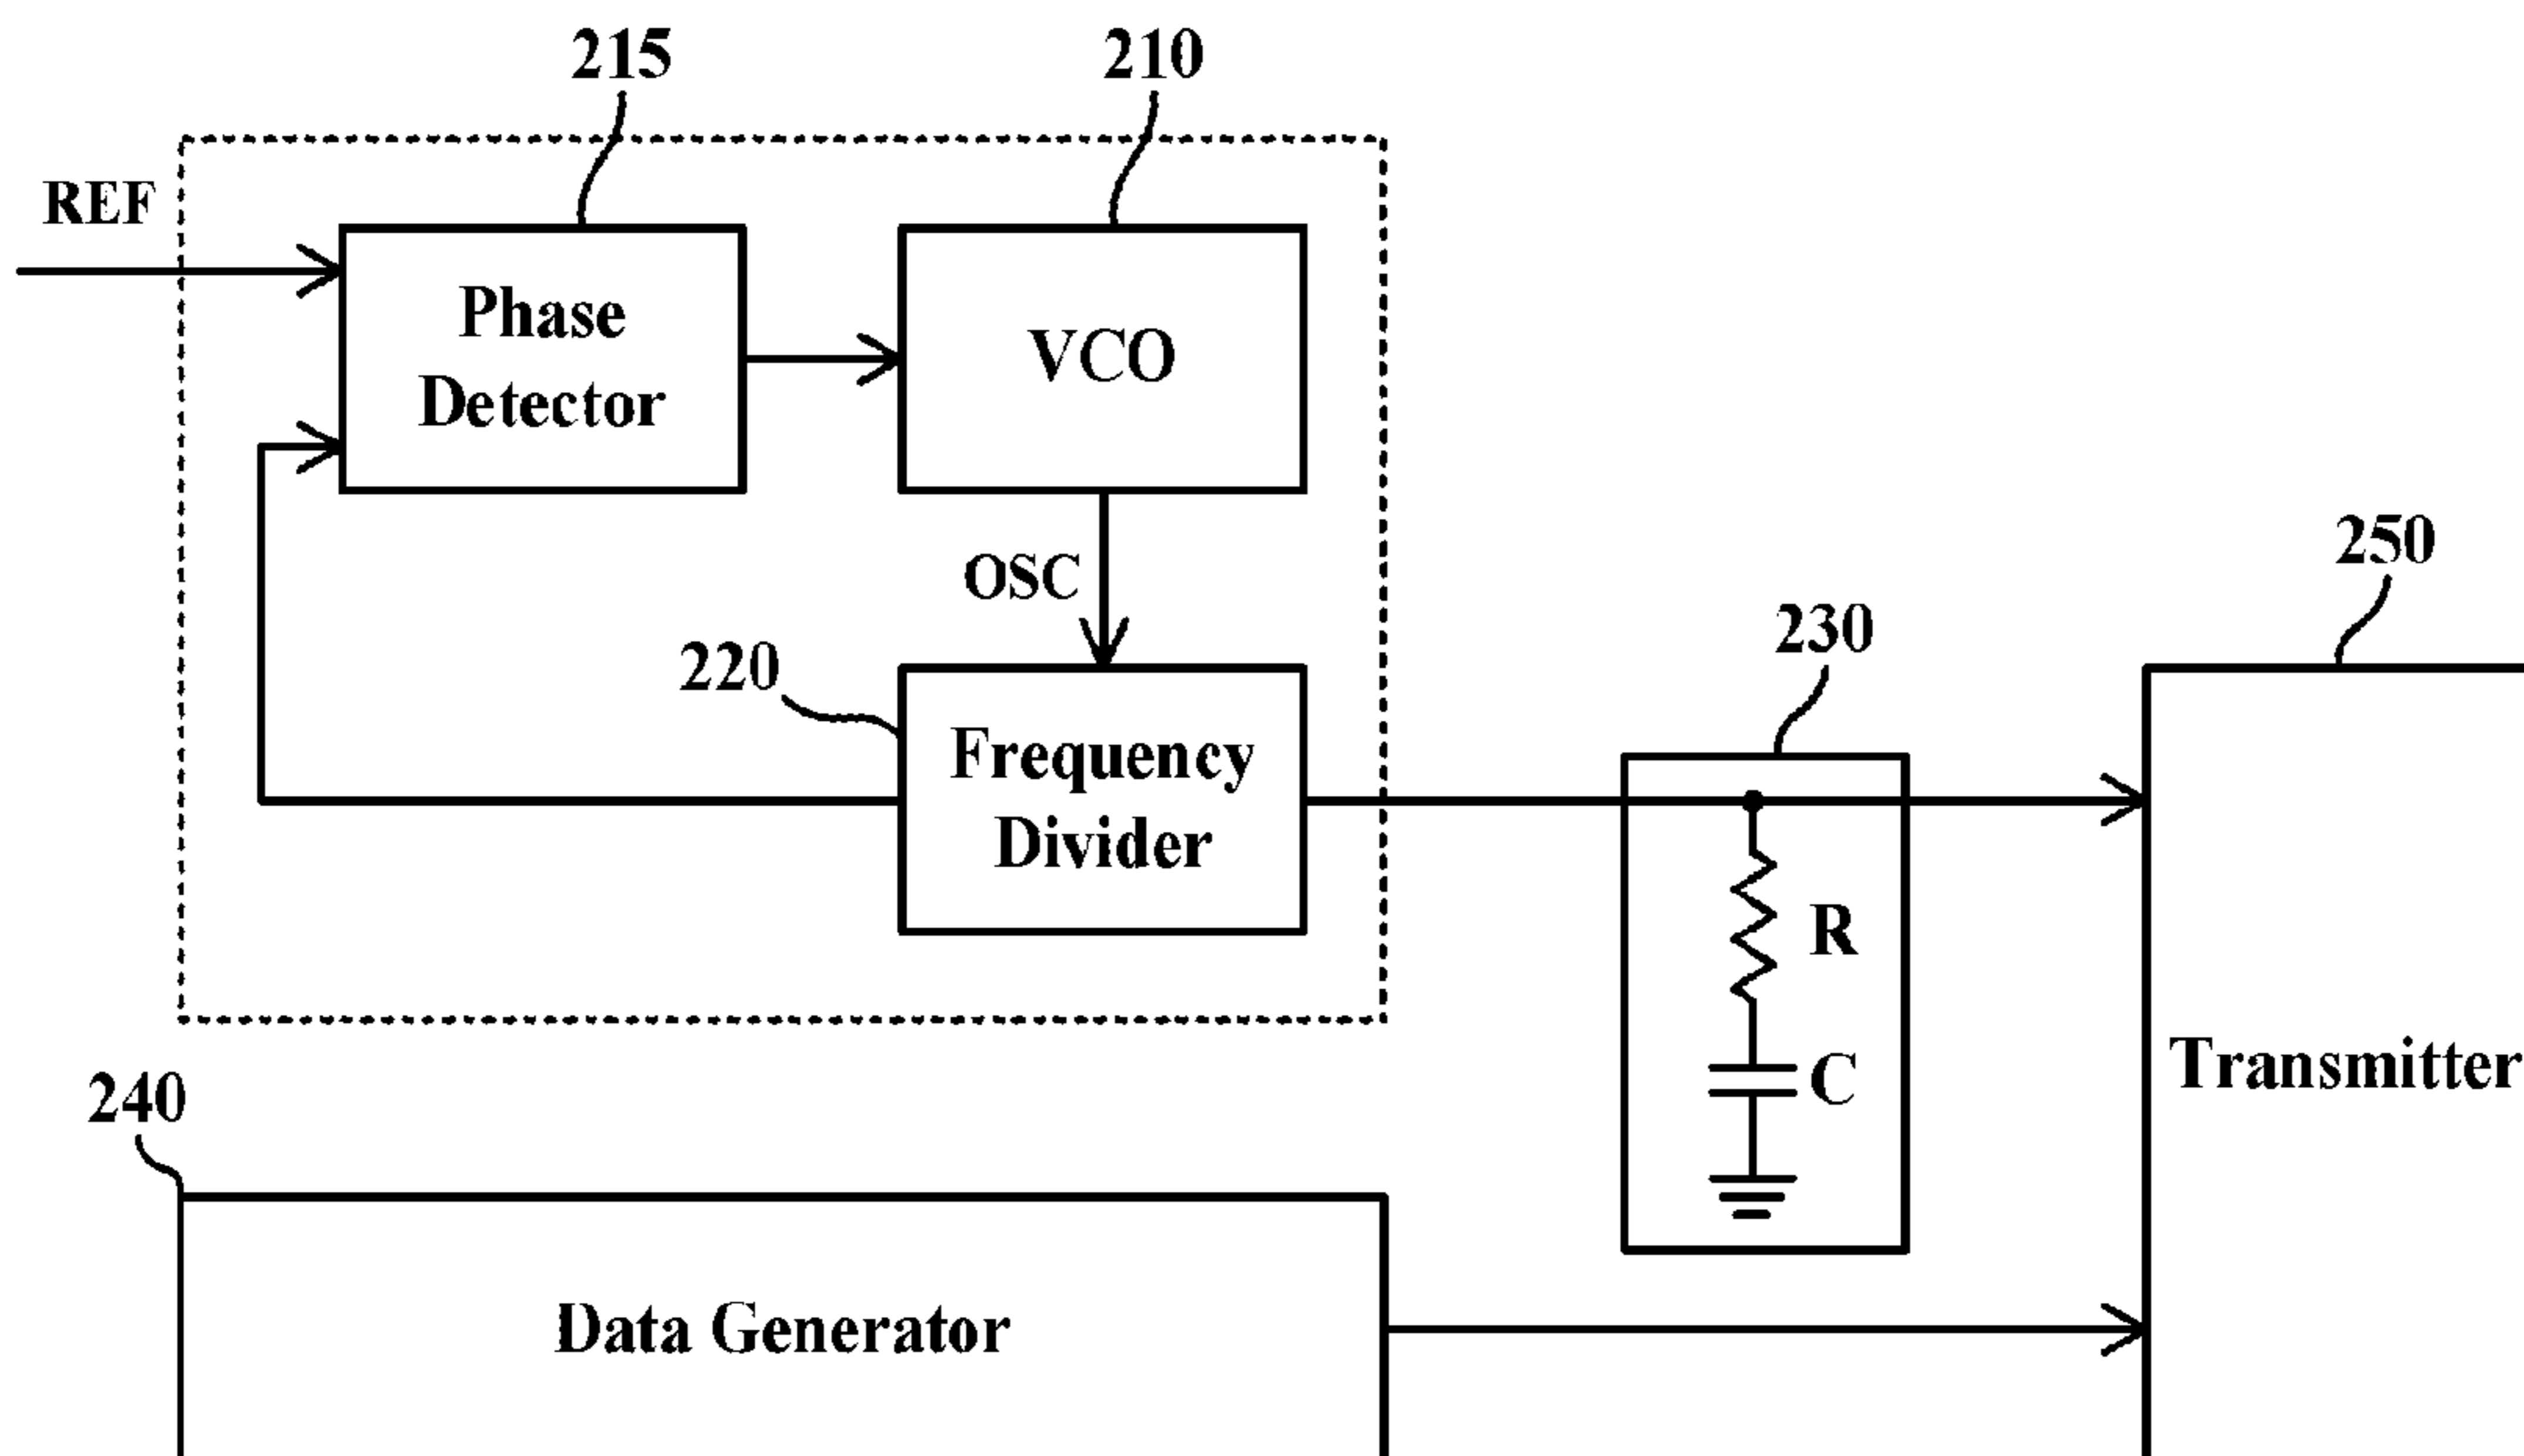 215
210
REF
Phase
Detector
VCO
OSC
250
230
220
Frequency
Divider
R
C
Transmitter
240
Data Generator